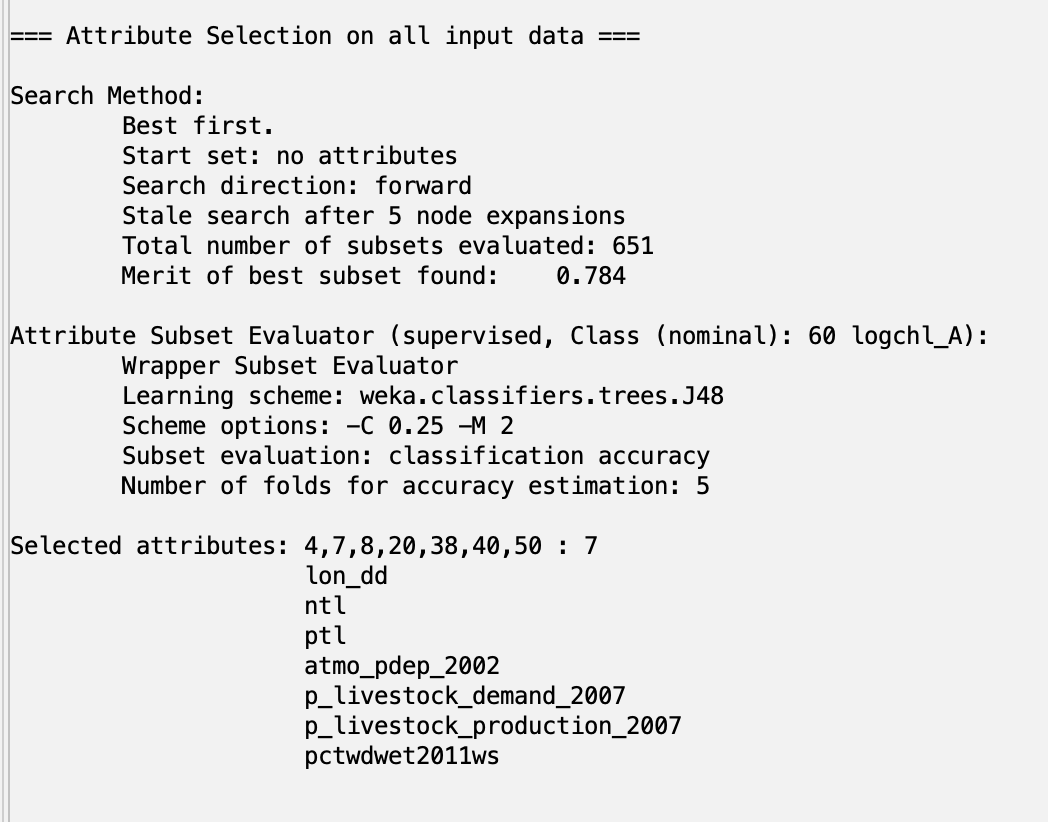 === Attribute Selection on all input data ===
Search Method:
Best first.
Start set: no attributes
Search direction: forward
Stale search after 5 node expansions
Total number of subsets evaluated: 651
Merit of best subset found:    0.784
Attribute Subset Evaluator (supervised, Class (nominal): 60 logchl_A):
Wrapper Subset Evaluator
Learning scheme: weka.classifiers.trees.J48
Scheme options: -C 0.25 -M 2
Subset evaluation: classification accuracy
Number of folds for accuracy estimation: 5
Selected attributes: 4,7,8,20,38,40,50 : 7
lon_dd
ntl
ptl
atmo_pdep_2002
p_livestock_demand_2007
p_livestock_production_2007
pctwdwet2011ws